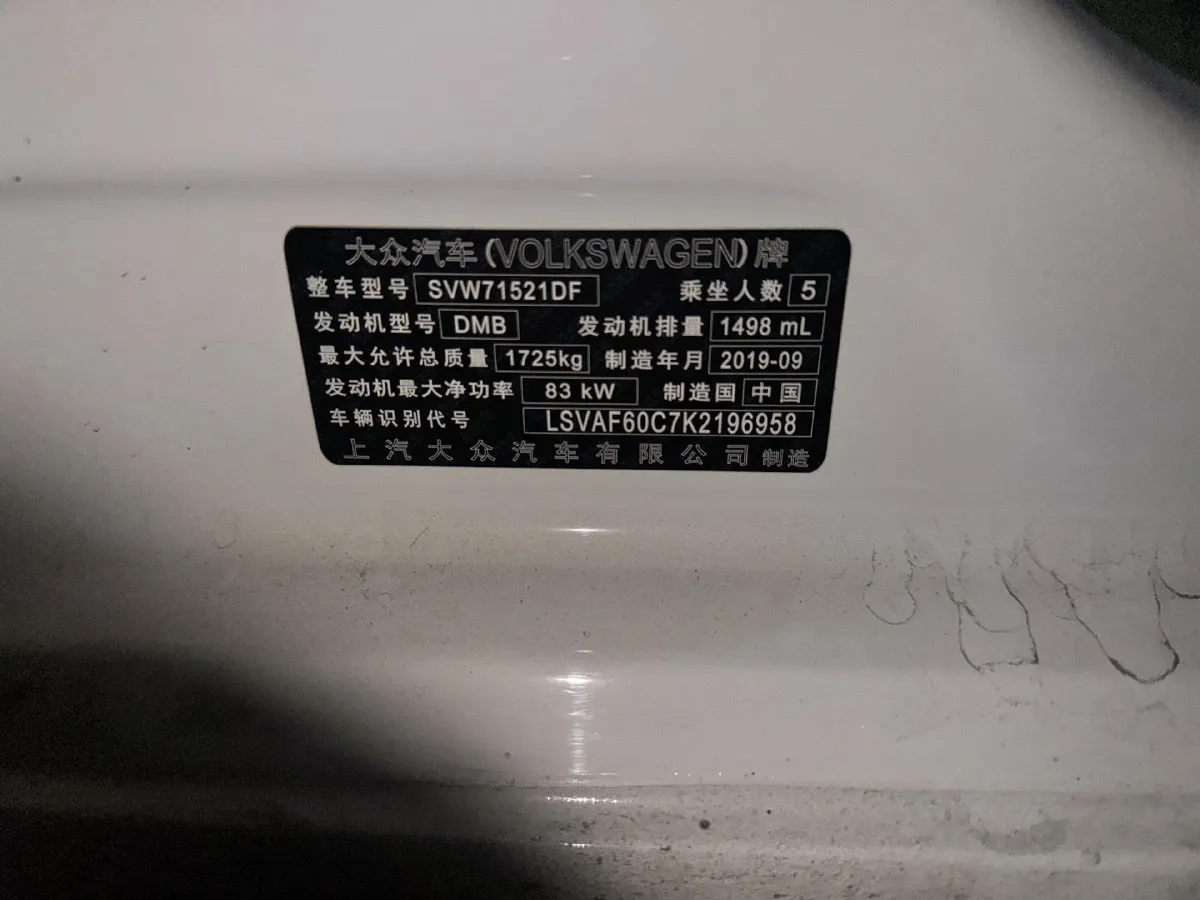 大众汽车(VOLKSWAGEN)牌
整车型号 SVW71521DF 乘坐人数 5
发动机型号 DMB 发动机排量 1498 mL
最大允许总质量 1725kg 制造年月 2019-09
发动机最大净功率 83 kW 制造国 中国
车辆识别代号 LSVAF60C7K2196958
上汽大众汽车有限公司 制造